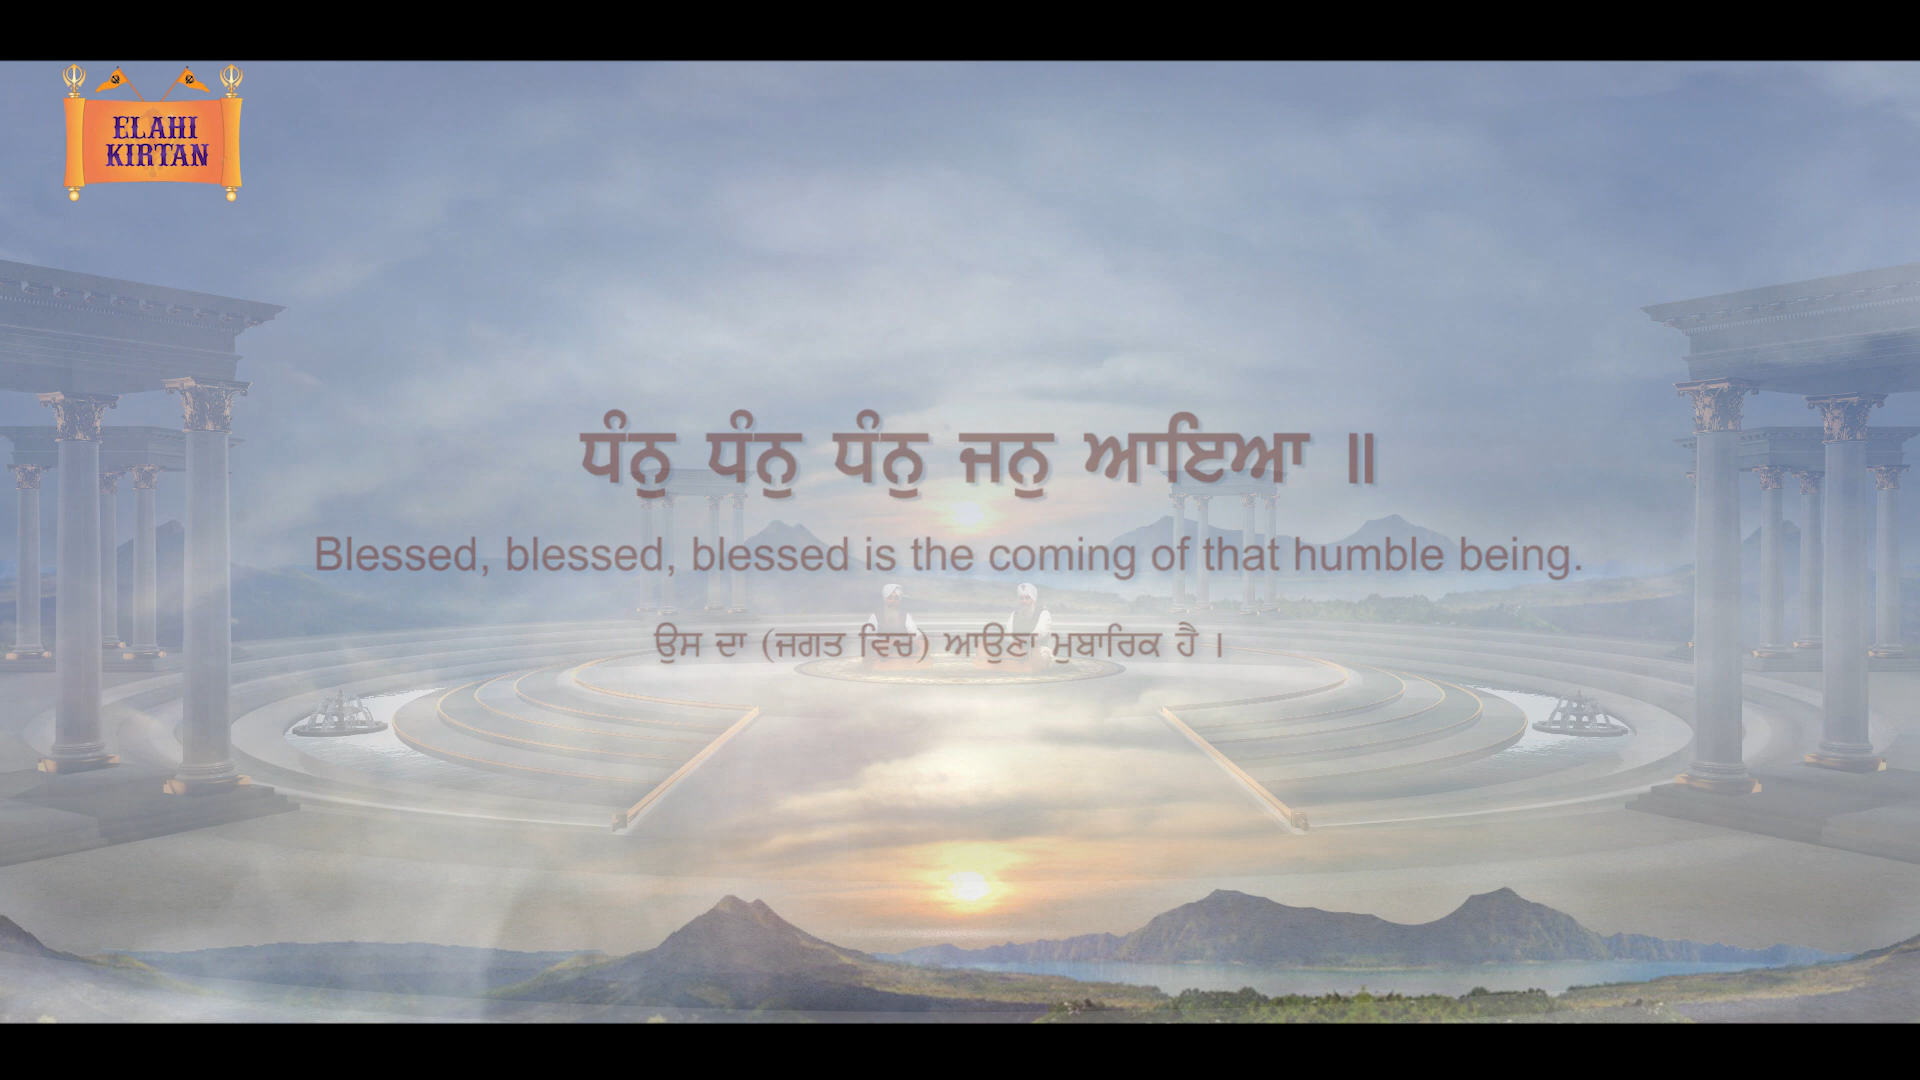 ELAHI
KIRTAN
ਧੰਨੁ ਧੰਨੁ ਧੰਨੁ ਜਨੁ ਆਇਆ ॥
Blessed, blessed, blessed is the coming of that humble being.
ਉਸ ਦਾ (ਜਗਤ ਵਿਚ) ਆਉਣਾ ਮੁਬਾਰਿਕ ਹੈ ।